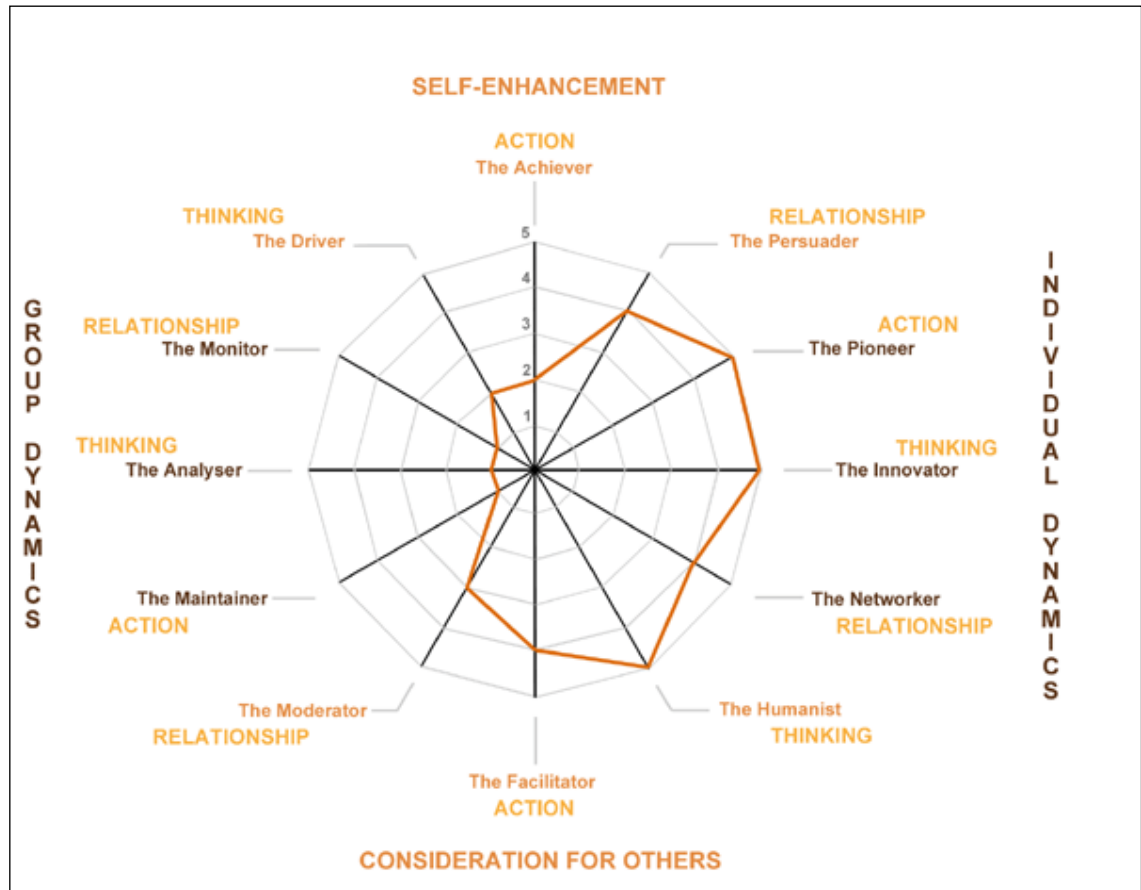 SELF-ENHANCEMENT
ACTION
The Achiever
THINKING
The Driver
RELATIONSHIP
The Persuader
5
4
3
2
1
RELATIONSHIP
The Monitor
ACTION
The Pioneer
THINKING
The Analyser
THINKING
The Innovator
The Maintainer
ACTION
The Networker
RELATIONSHIP
The Moderator
RELATIONSHIP
The Humanist
THINKING
The Facilitator
ACTION
CONSIDERATION FOR OTHERS
GROUP DYNAMICS
INDIVIDUAL DYNAMICS